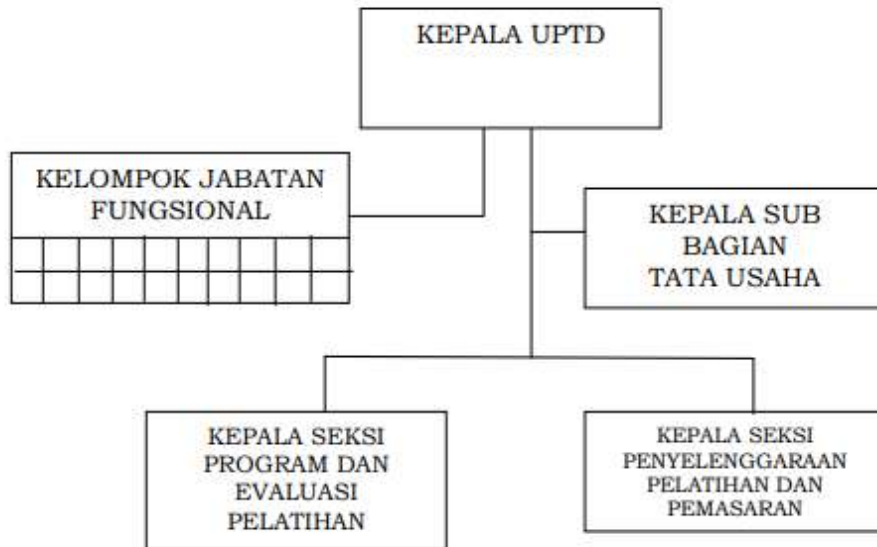 KEPALA UPTD
KELOMPOK JABATAN
FUNGSIONAL
KEPALA SUB
BAGIAN
TATA USAHA
KEPALA SEKSI
PROGRAM DAN
EVALUASI
PELATIHAN
KEPALA SEKSI
PENYELENGGARAAN
PELATIHAN DAN
PEMASARAN